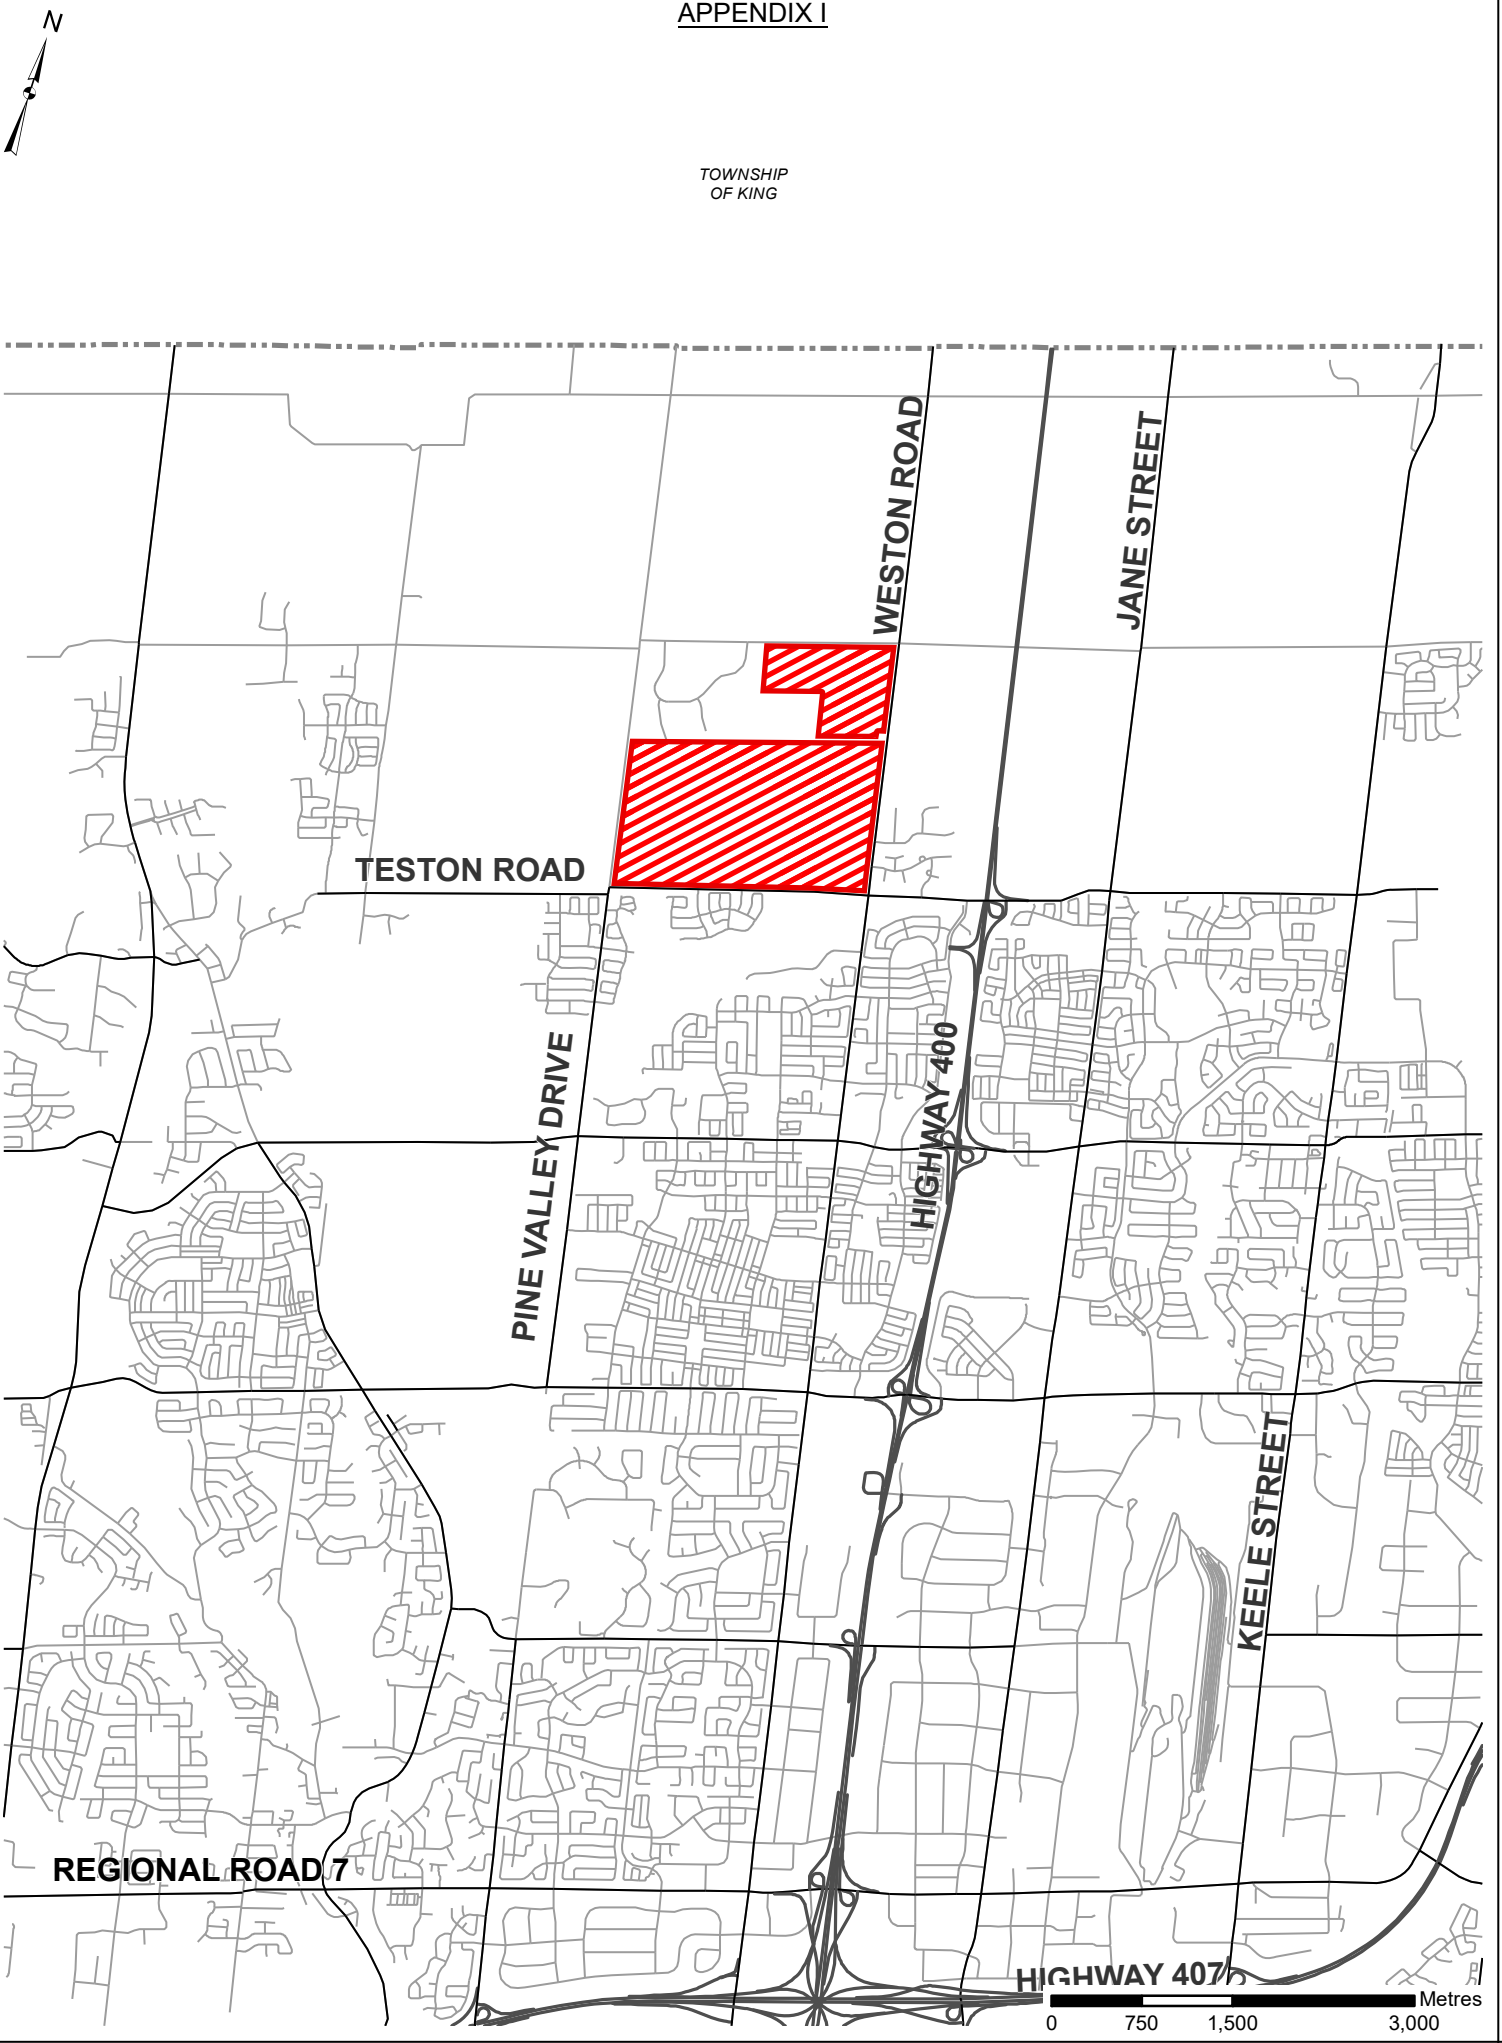 APPENDIX I
N
TOWNSHIP
OF KING
WESTON ROAD
JANE STREET
TESTON ROAD
HIGHWAY 400
PINE VALLEY DRIVE
KEELE STREET
REGIONAL ROAD 7
HIGHWAY 407
Metres
0 750 1,500 3,000